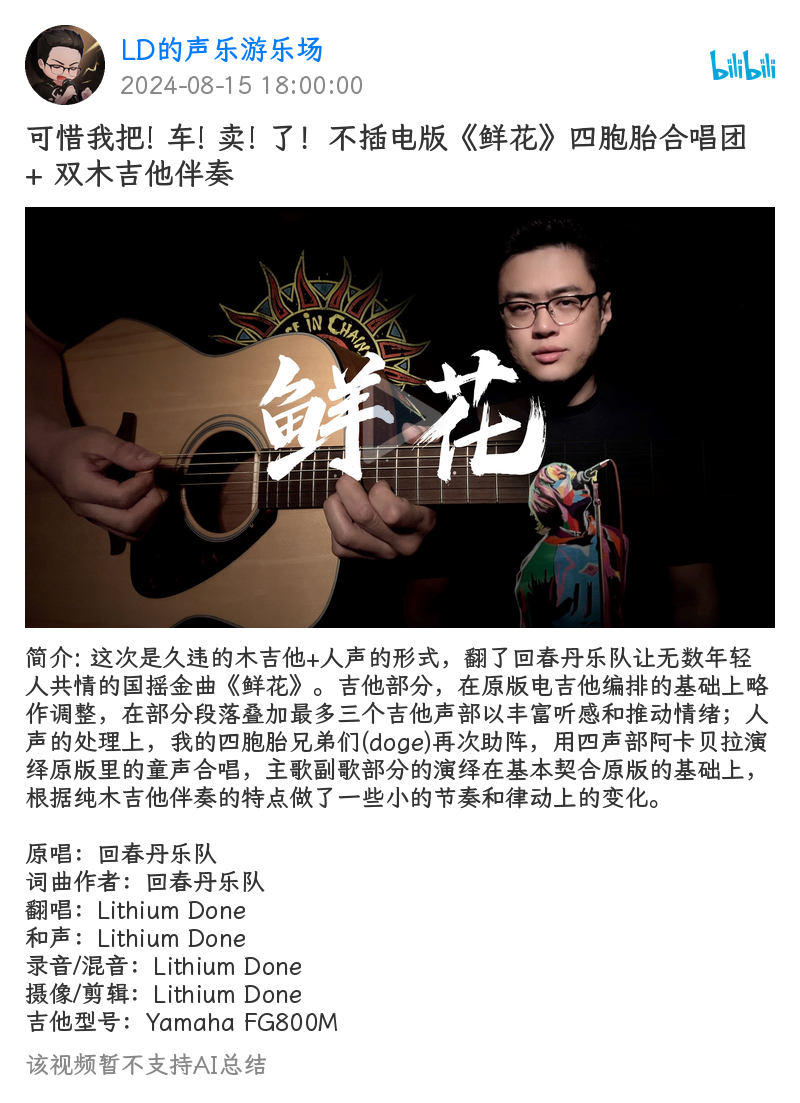 LD的声乐游乐场
2024-08-15 18:00:00
bilibili
可惜我把! 车! 卖! 了! 不插电版《鲜花》四胞胎合唱团
+ 双木吉他伴奏
IN CHAIN
鲜花
简介: 这次是久违的木吉他+人声的形式，翻了回春丹乐队让无数年轻
人共情的国摇金曲《鲜花》。吉他部分，在原版电吉他编排的基础上略
作调整，在部分段落叠加最多三个吉他声部以丰富听感和推动情绪；人
声的处理上，我的四胞胎兄弟们(doge)再次助阵，用四声部阿卡贝拉演
绎原版里的童声合唱，主歌副歌部分的演绎在基本契合原版的基础上，
根据纯木吉他伴奏的特点做了一些小的节奏和律动上的变化。
原唱：回春丹乐队
词曲作者：回春丹乐队
翻唱：Lithium Done
和声：Lithium Done
录音/混音：Lithium Done
摄像/剪辑：Lithium Done
吉他型号：Yamaha FG800M
该视频暂不支持AI总结